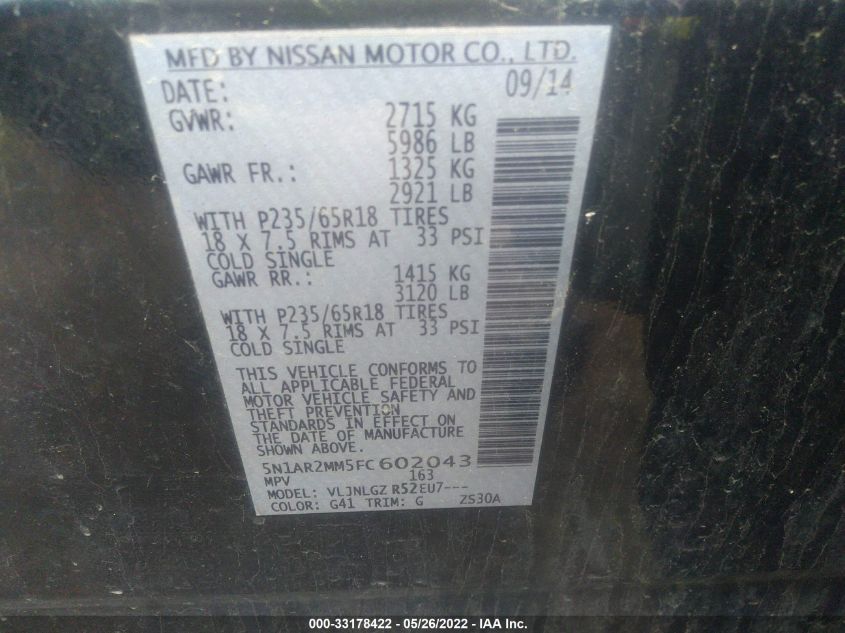 MFD BY NISSAN MOTOR CO., LTD.
DATE: 09/14
GVWR: 2715 KG
5986 LB
GAWR FR.: 1325 KG
2921 LB
WITH P235/65R18 TIRES
18 X 7.5 RIMS AT 33 PSI
COLD SINGLE
GAWR RR.: 1415 KG
3120 LB
WITH P235/65R18 TIRES
18 X 7.5 RIMS AT 33 PSI
COLD SINGLE
THIS VEHICLE CONFORMS TO
ALL APPLICABLE FEDERAL
MOTOR VEHICLE SAFETY AND
THEFT PREVENTION
STANDARDS IN EFFECT ON
THE DATE OF MANUFACTURE
SHOWN ABOVE.
5N1AR2MM5FC602043
MPV 163
MODEL: VLJNLGZ R52EU7---
COLOR: G41 TRIM: G ZS30A
000-33178422 - 05/26/2022 - IAA Inc.